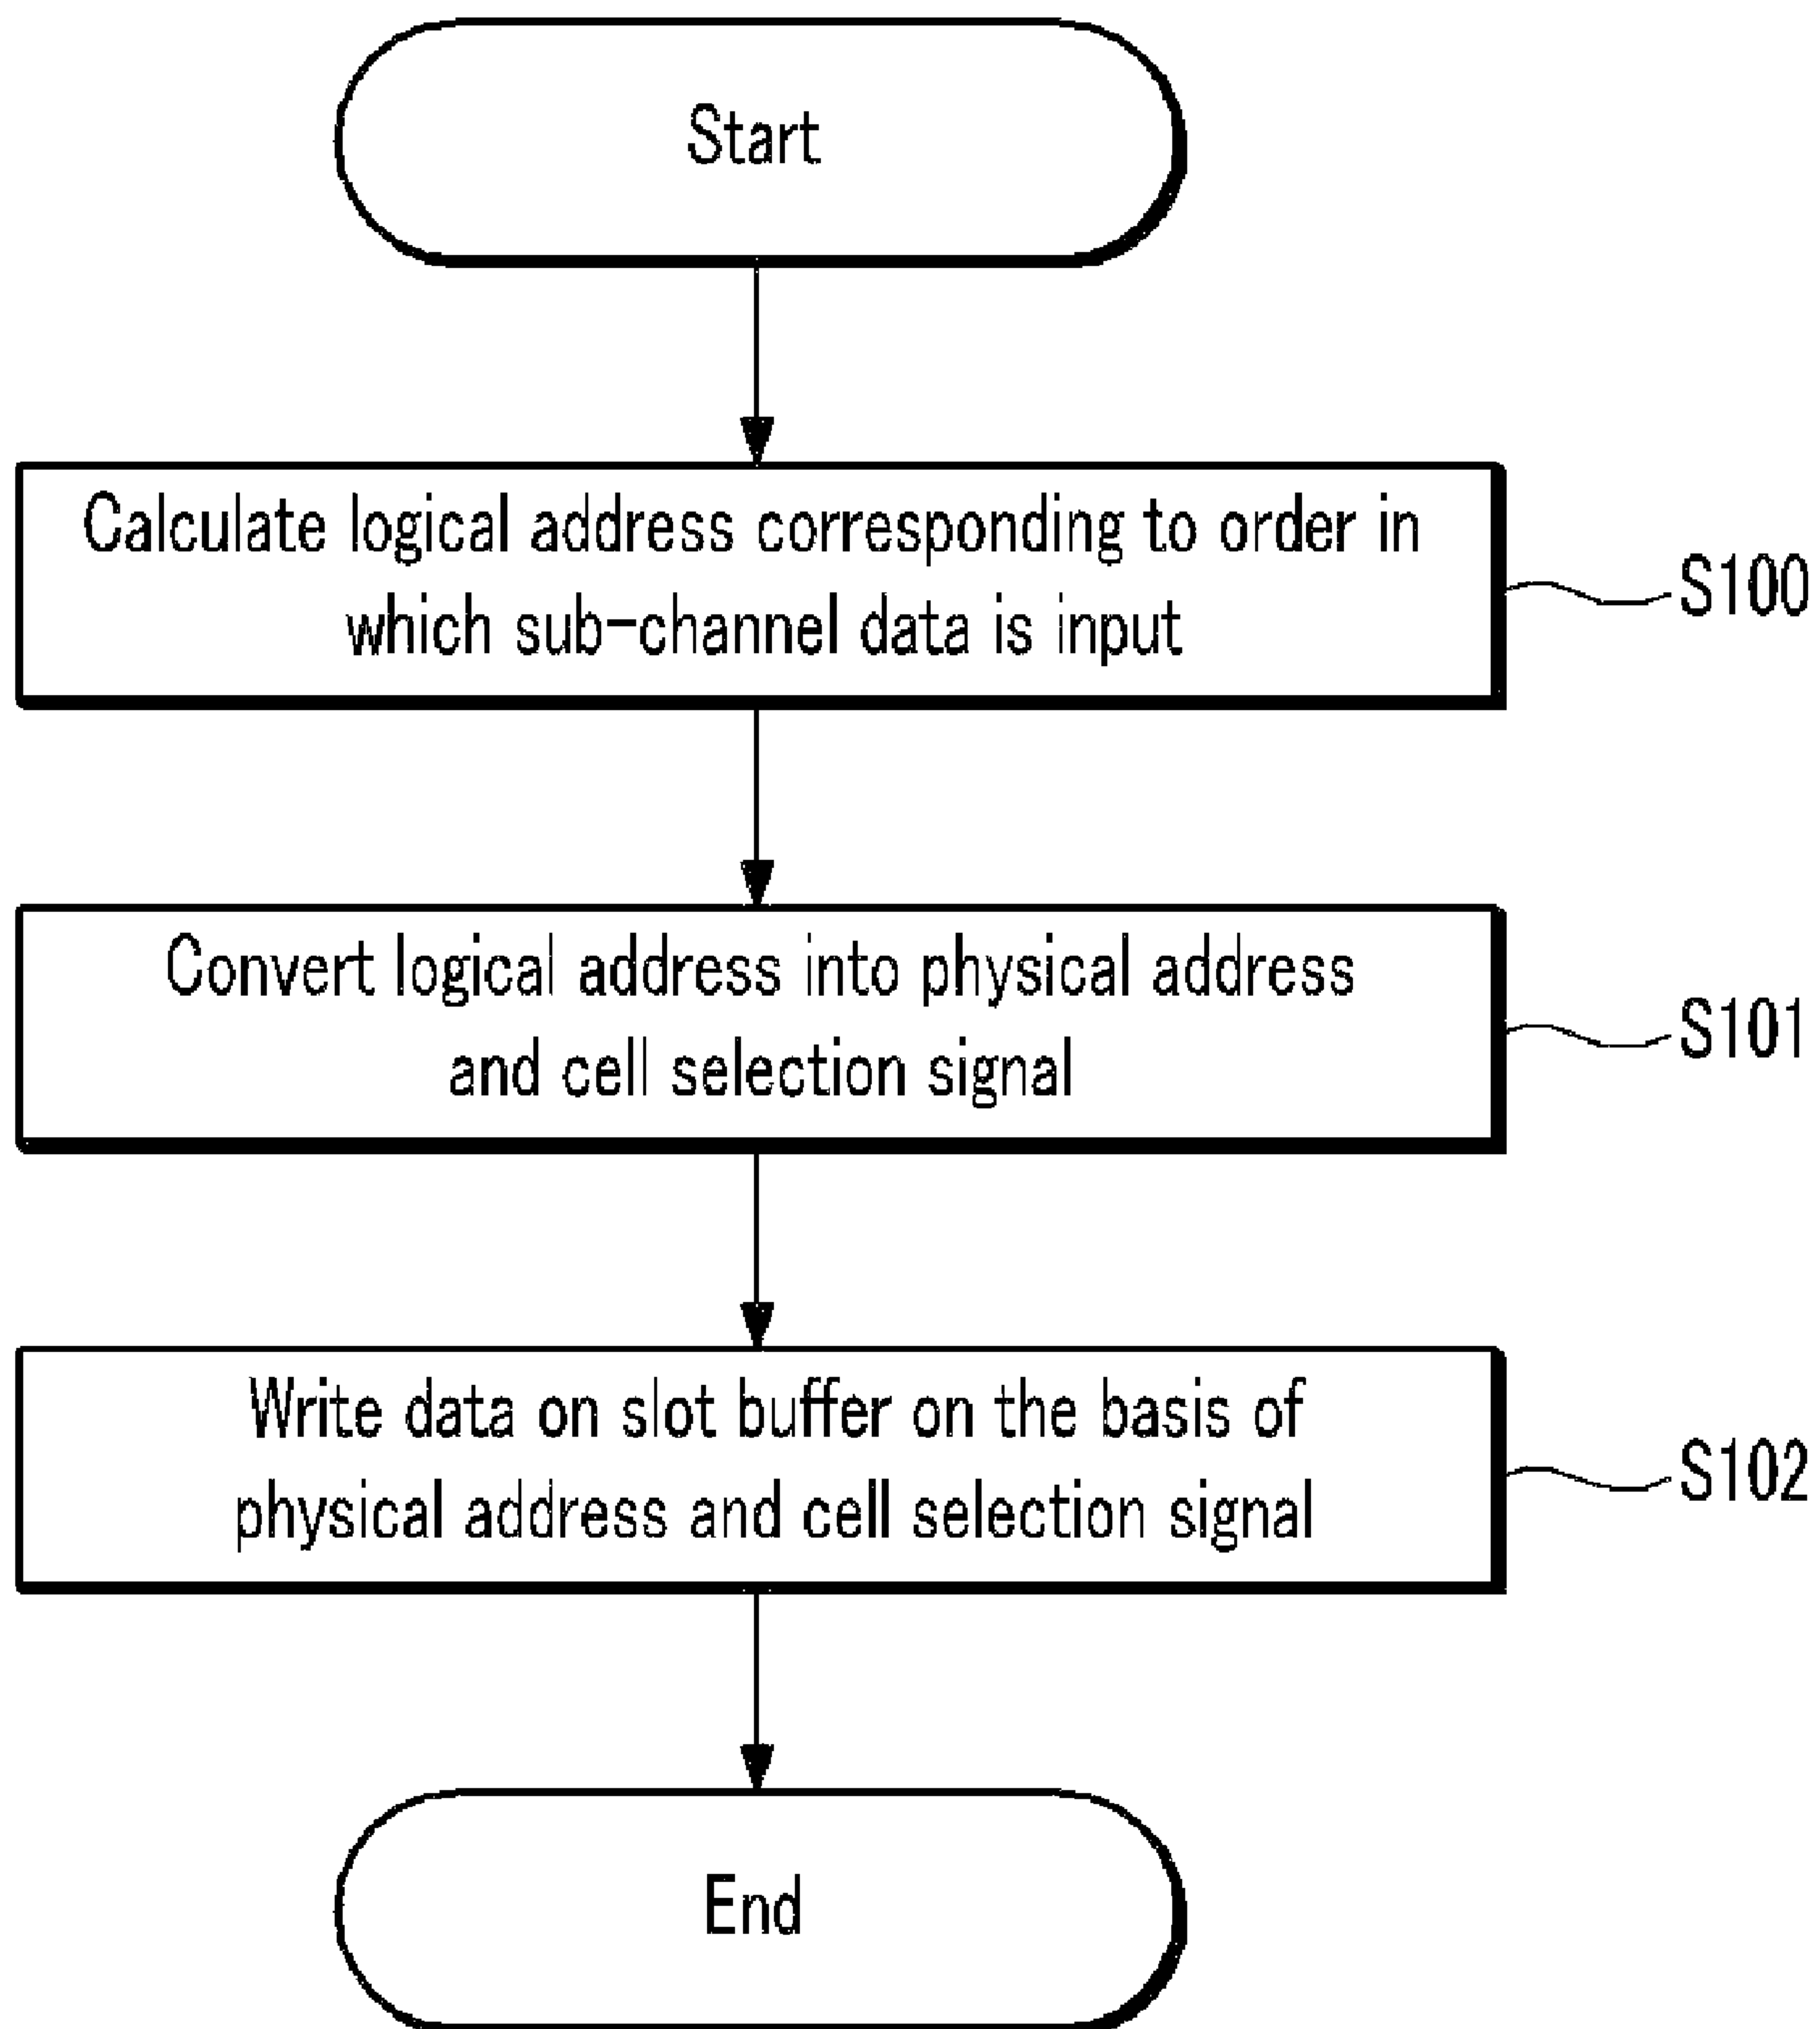 Start
Calculate logical address corresponding to order in
which sub-channel data is input
S100
Convert logical address into physical address
and cell selection signal
S101
Write data on slot buffer on the basis of
physical address and cell selection signal
S102
End